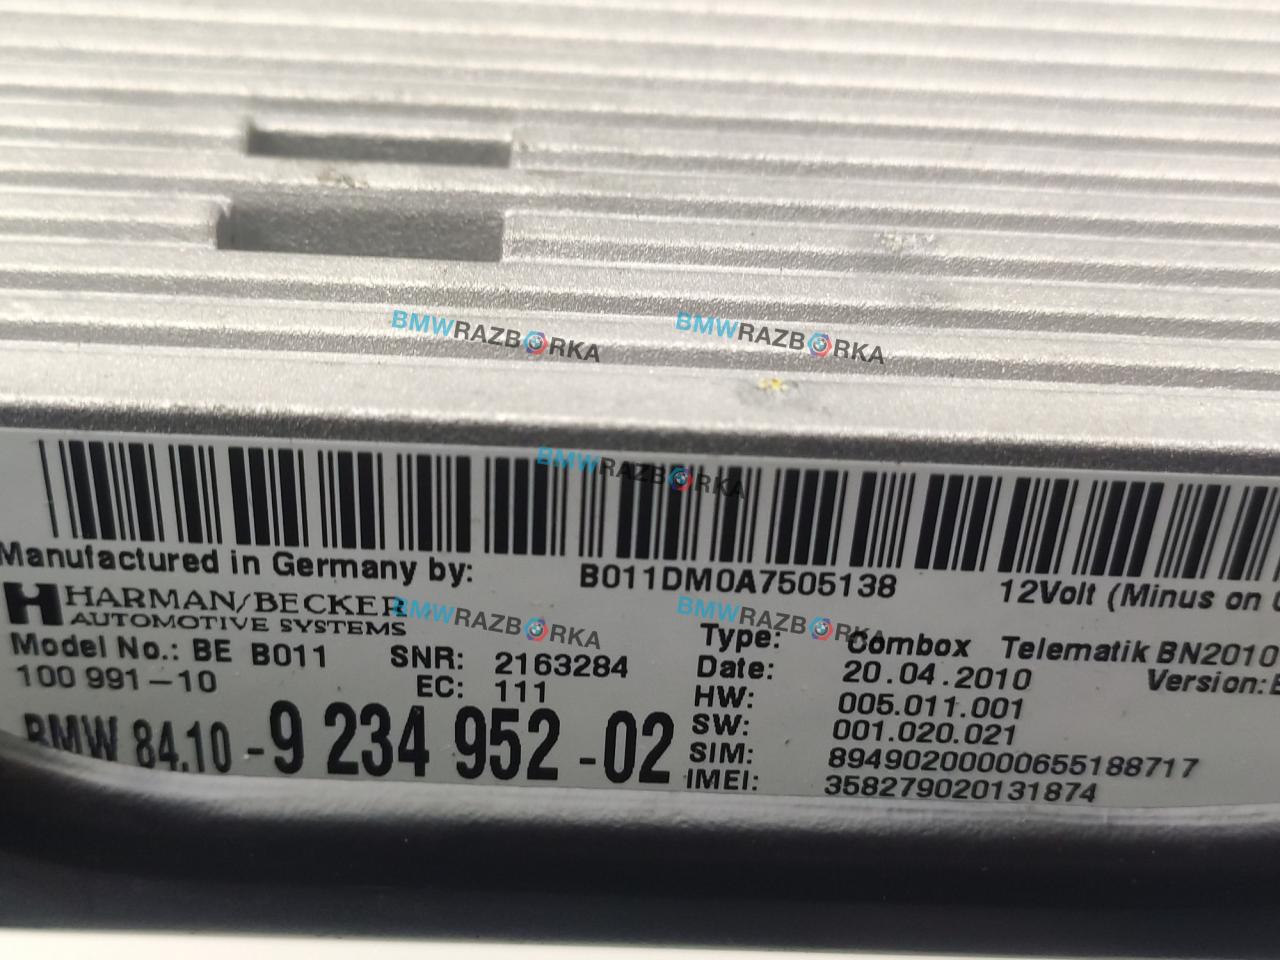 BMWRAZBORKA BMWRAZBORKA
BMWRAZBORKA
Manufactured in Germany by: B011DM0A7505138 12Volt (Minus on
HARMAN/BECKER
AUTOMOTIVE SYSTEMS
BMWRAZBORKA BMWRAZBORKA
Model No.: BE B011 SNR: 2163284
100 991-10 EC: 111
BMW 84.10-9 234 952-02
Type: Combox Telematik BN2010
Date: 20.04.2010 Version:
HW: 005.011.001
SW: 001.020.021
SIM: 89490200000655188717
IMEI: 358279020131874